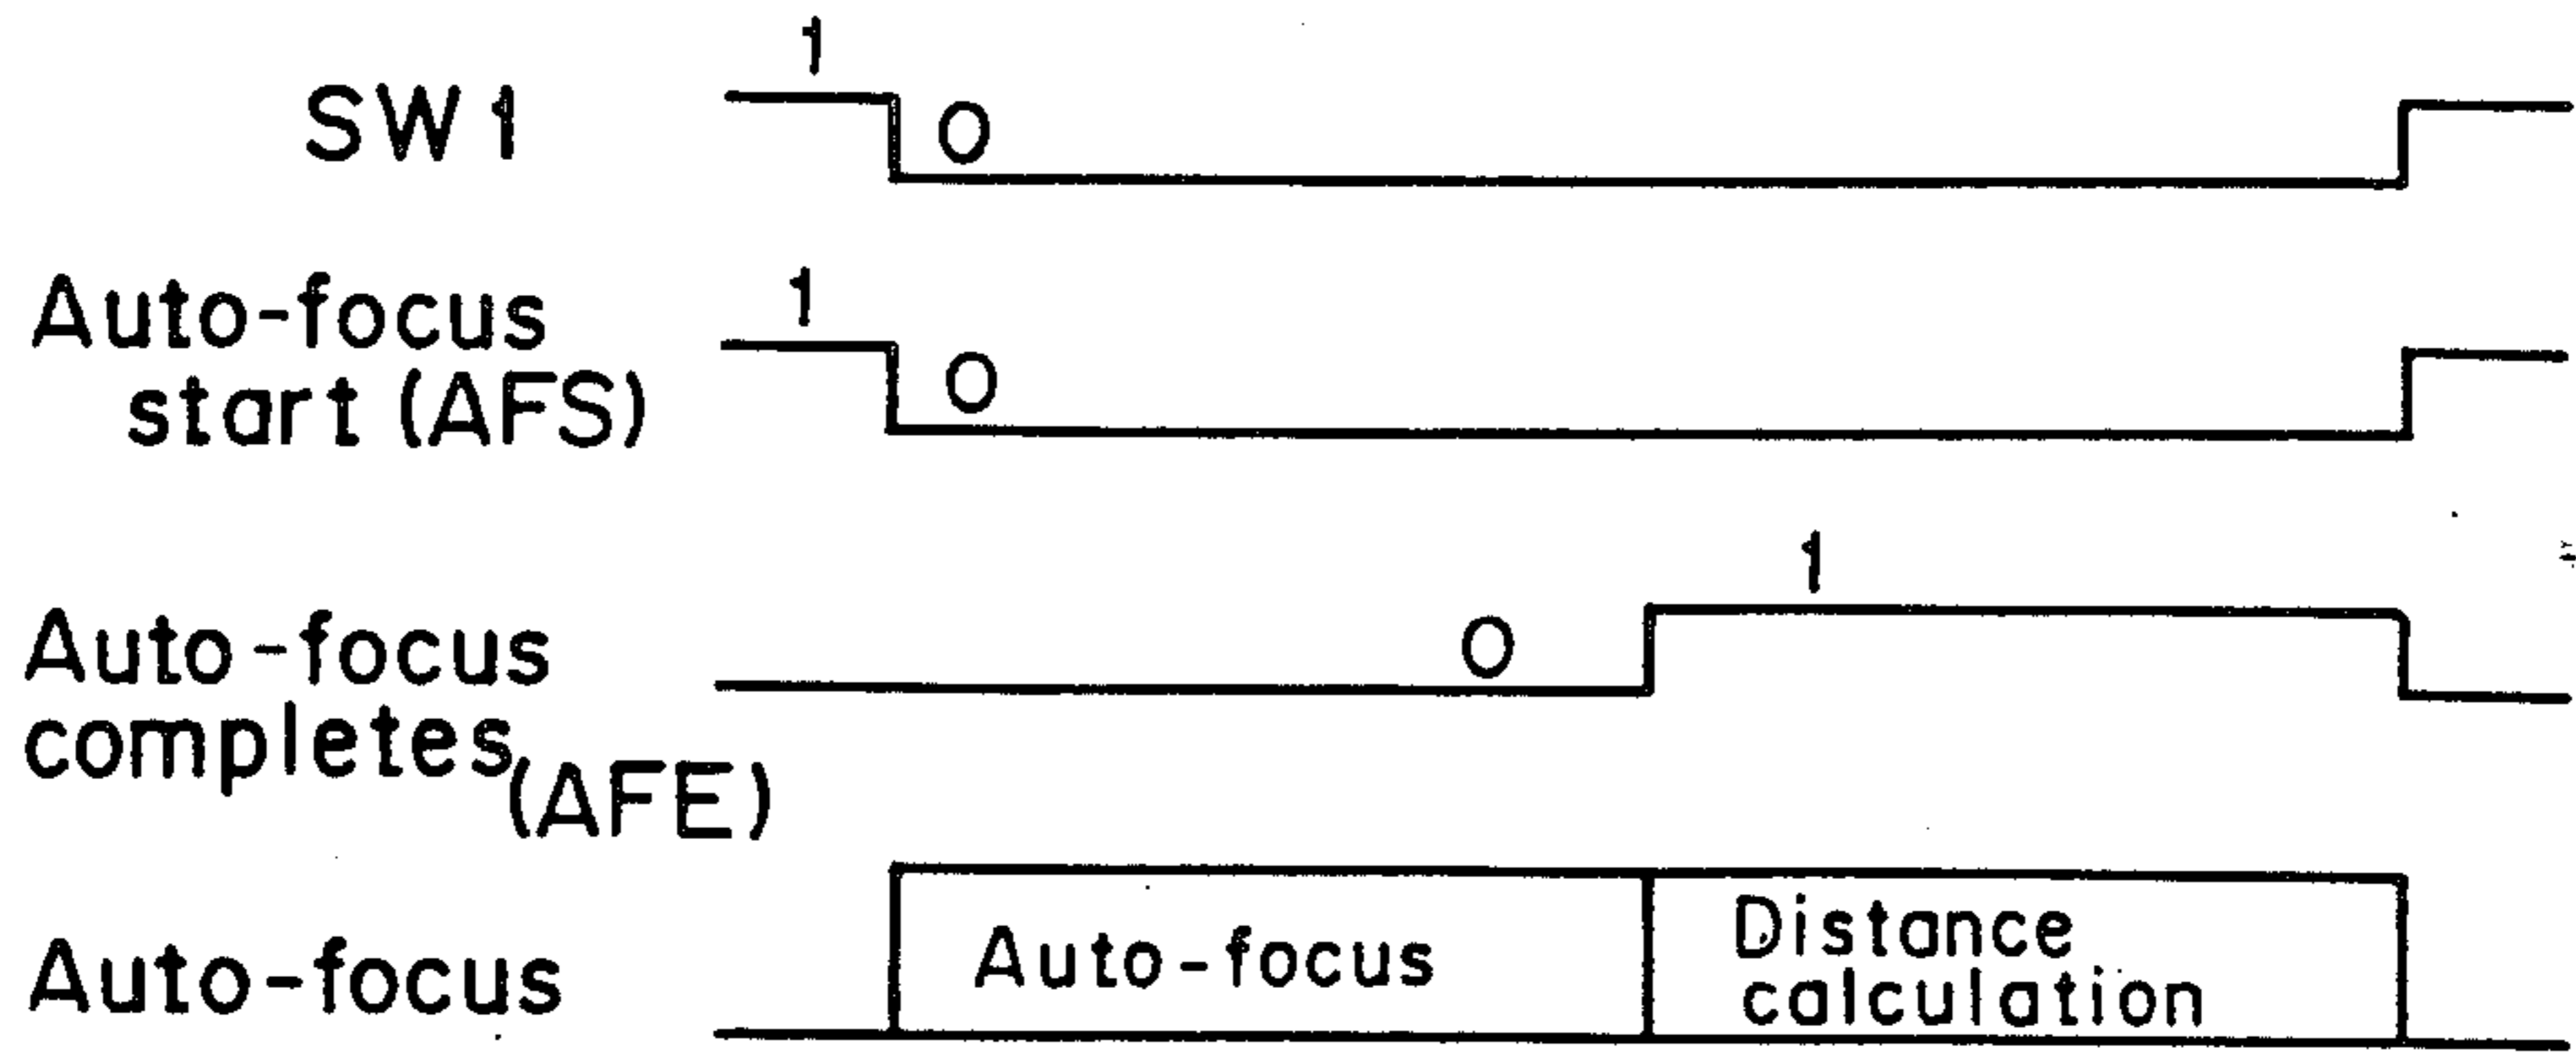 1
SW1
0
1
Auto-focus
start (AFS)
0
1
Auto-focus
0
completes
(AFE)
Auto-focus
Auto-focus
Distance
calculation